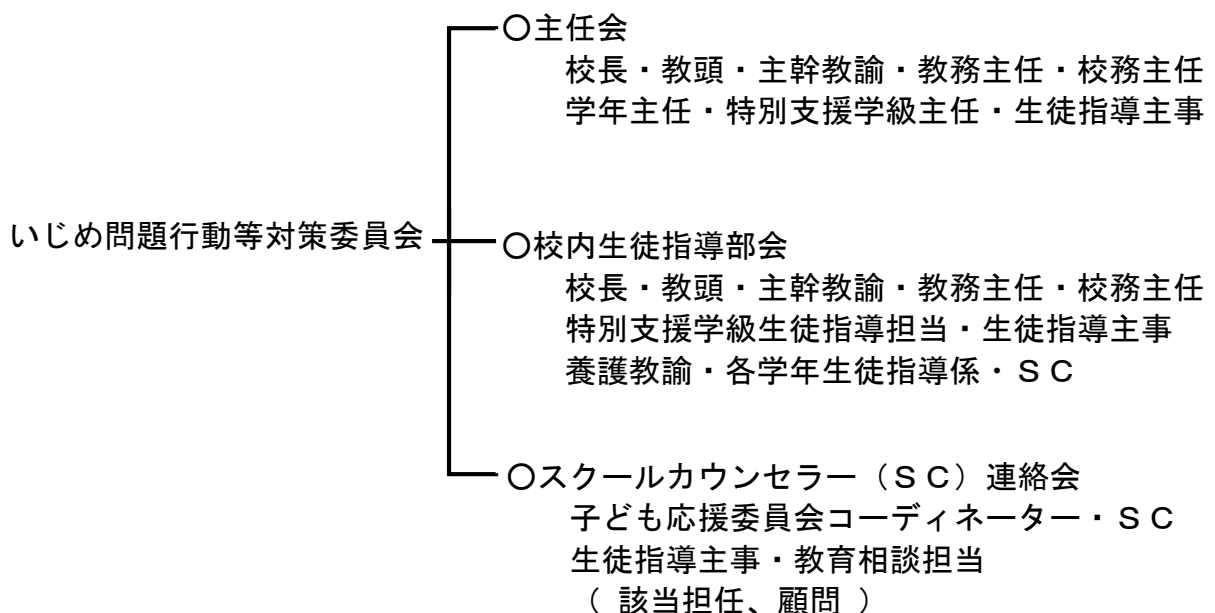 〇主任会
校長・教頭・主幹教諭・教務主任・校務主任
学年主任・特別支援学級主任・生徒指導主事
いじめ問題行動等対策委員会
〇校内生徒指導部会
校長・教頭・主幹教諭・教務主任・校務主任
特別支援学級生徒指導担当・生徒指導主事
養護教諭・各学年生徒指導係・ＳＣ
〇スクールカウンセラー（ＳＣ）連絡会
子ども応援委員会コーディネーター・ＳＣ
生徒指導主事・教育相談担当
（ 該当担任、顧問 ）